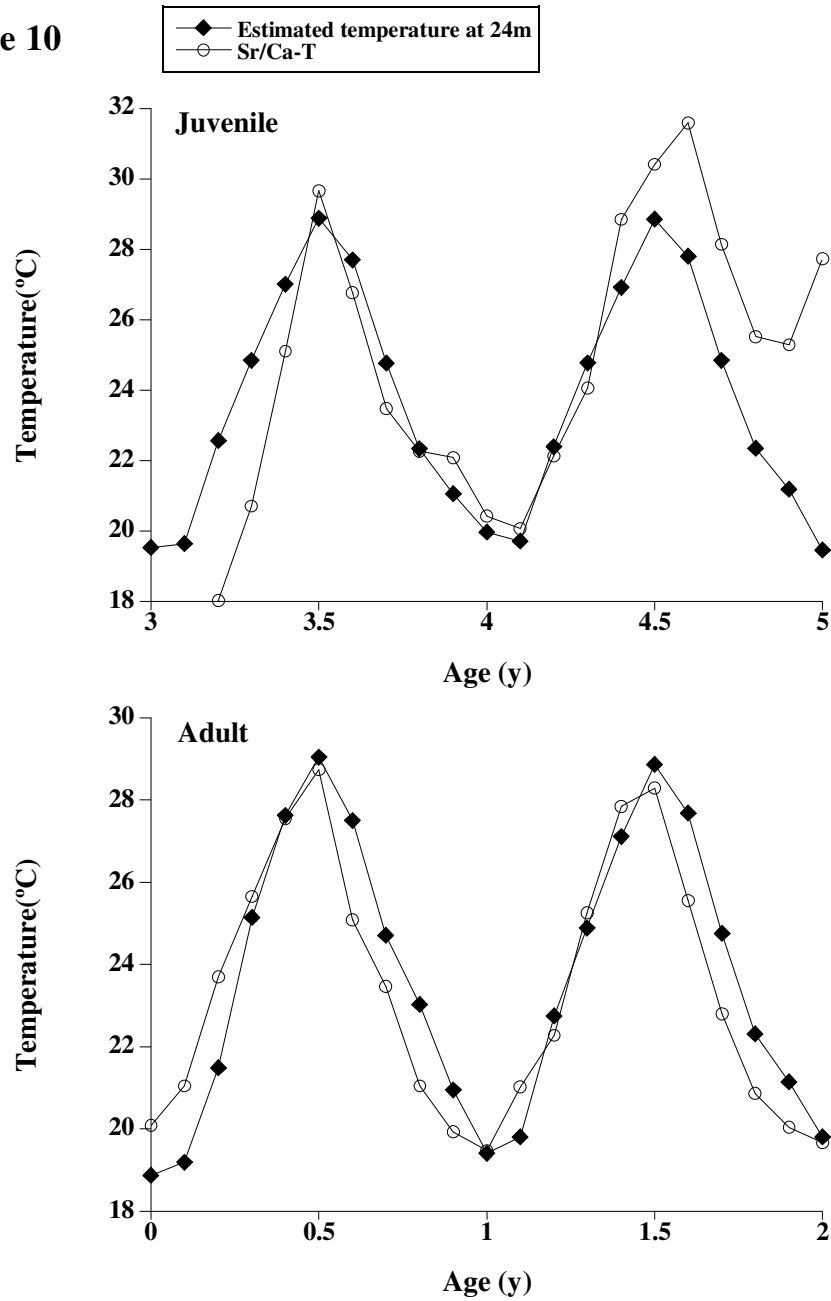 e 10
Estimated temperature at 24m
Sr/Ca-T
Juvenile
32
30
28
26
24
22
20
18
Temperature(ºC)
3 3.5 4 4.5 5
Age (y)
Adult
30
28
26
24
22
20
18
Temperature(ºC)
0 0.5 1 1.5 2
Age (y)